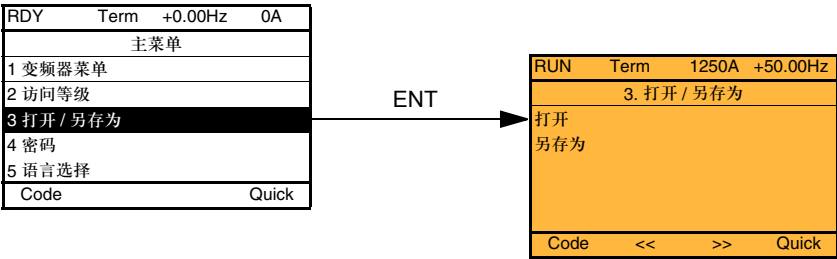 RDY Term +0.00Hz 0A
主菜单
1 变频器菜单
2 访问等级
3 打开 / 另存为
4 密码
5 语言选择
Code Quick
ENT
RUN Term 1250A +50.00Hz
3. 打开 / 另存为
打开
另存为
Code << >> Quick